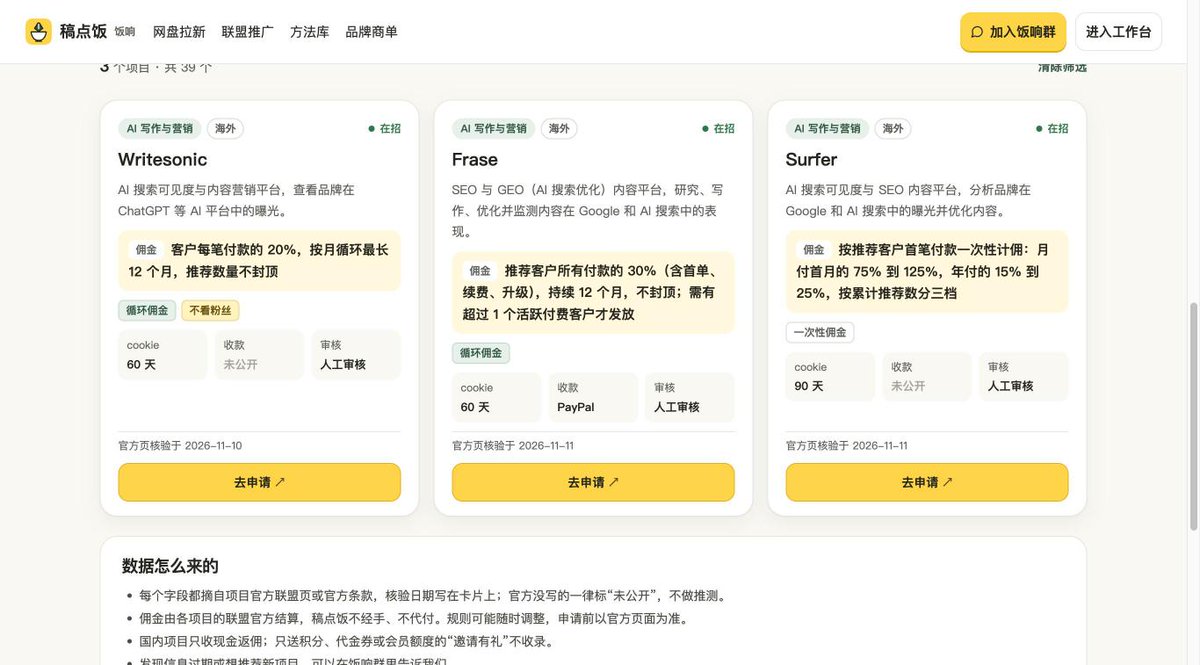 稿点饭 饭响 网盘拉新 联盟推广 方法库 品牌商单 加入饭响群 进入工作台
3 个项目 · 共 39 个 清除筛选
AI 写作与营销 海外 在招
Writesonic
AI 搜索可见度与内容营销平台，查看品牌在
ChatGPT 等 AI 平台中的曝光。
佣金 客户每笔付款的 20%，按月循环最长
12 个月，推荐数量不封顶
循环佣金 不看粉丝
cookie 收款 审核
60 天 未公开 人工审核
官方页核验于 2026-11-10
去申请 ↗
AI 写作与营销 海外 在招
Frase
SEO 与 GEO（AI 搜索优化）内容平台，研究、写
作、优化并监测内容在 Google 和 AI 搜索中的表
现。
佣金 推荐客户所有付款的 30%（含首单、
续费、升级），持续 12 个月，不封顶；需有
超过 1 个活跃付费客户才发放
循环佣金
cookie 收款 审核
60 天 PayPal 人工审核
官方页核验于 2026-11-11
去申请 ↗
AI 写作与营销 海外 在招
Surfer
AI 搜索可见度与 SEO 内容平台，分析品牌在
Google 和 AI 搜索中的曝光并优化内容。
佣金 按推荐客户首笔付款一次性计佣：月
付首月的 75% 到 125%，年付的 15% 到
25%，按累计推荐数分三档
一次性佣金
cookie 收款 审核
90 天 未公开 人工审核
官方页核验于 2026-11-11
去申请 ↗
数据怎么来的
• 每个字段都摘自项目官方联盟页或官方条款，核验日期写在卡片上；官方没写的一律标“未公开”，不做推测。
• 佣金由各项目的联盟官方结算，稿点饭不经手、不代付。规则可能随时调整，申请前以官方页面为准。
• 国内项目只收现金返佣；只送积分、代金券或会员额度的“邀请有礼”不收录。
• 发现信息过期或想推荐新项目，可以在饭响群里告诉我们